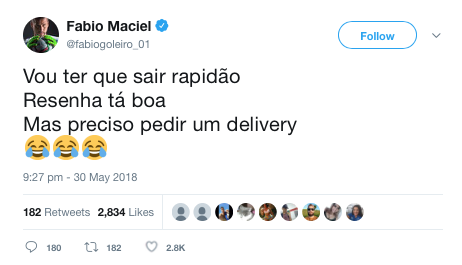 Fabio Maciel
@fabiogoleiro_01
Follow
Vou ter que sair rapidão
Resenha tá boa
Mas preciso pedir um delivery
😂😂😂
9:27 pm - 30 May 2018
182 Retweets 2,834 Likes
180 182 2.8K